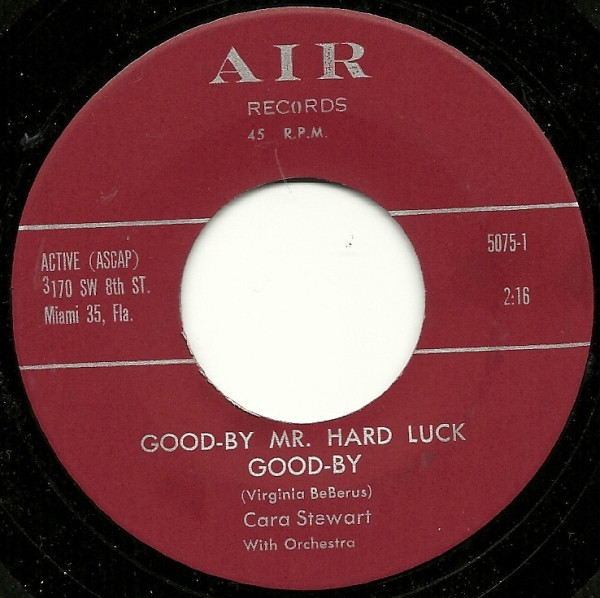 AIR
RECORDS
45 R.P.M.
ACTIVE (ASCAP)
3170 SW 8th ST.
Miami 35, Fla.
5075-1
2:16
GOOD-BY MR. HARD LUCK
GOOD-BY
(Virginia BeBerus)
Cara Stewart
With Orchestra